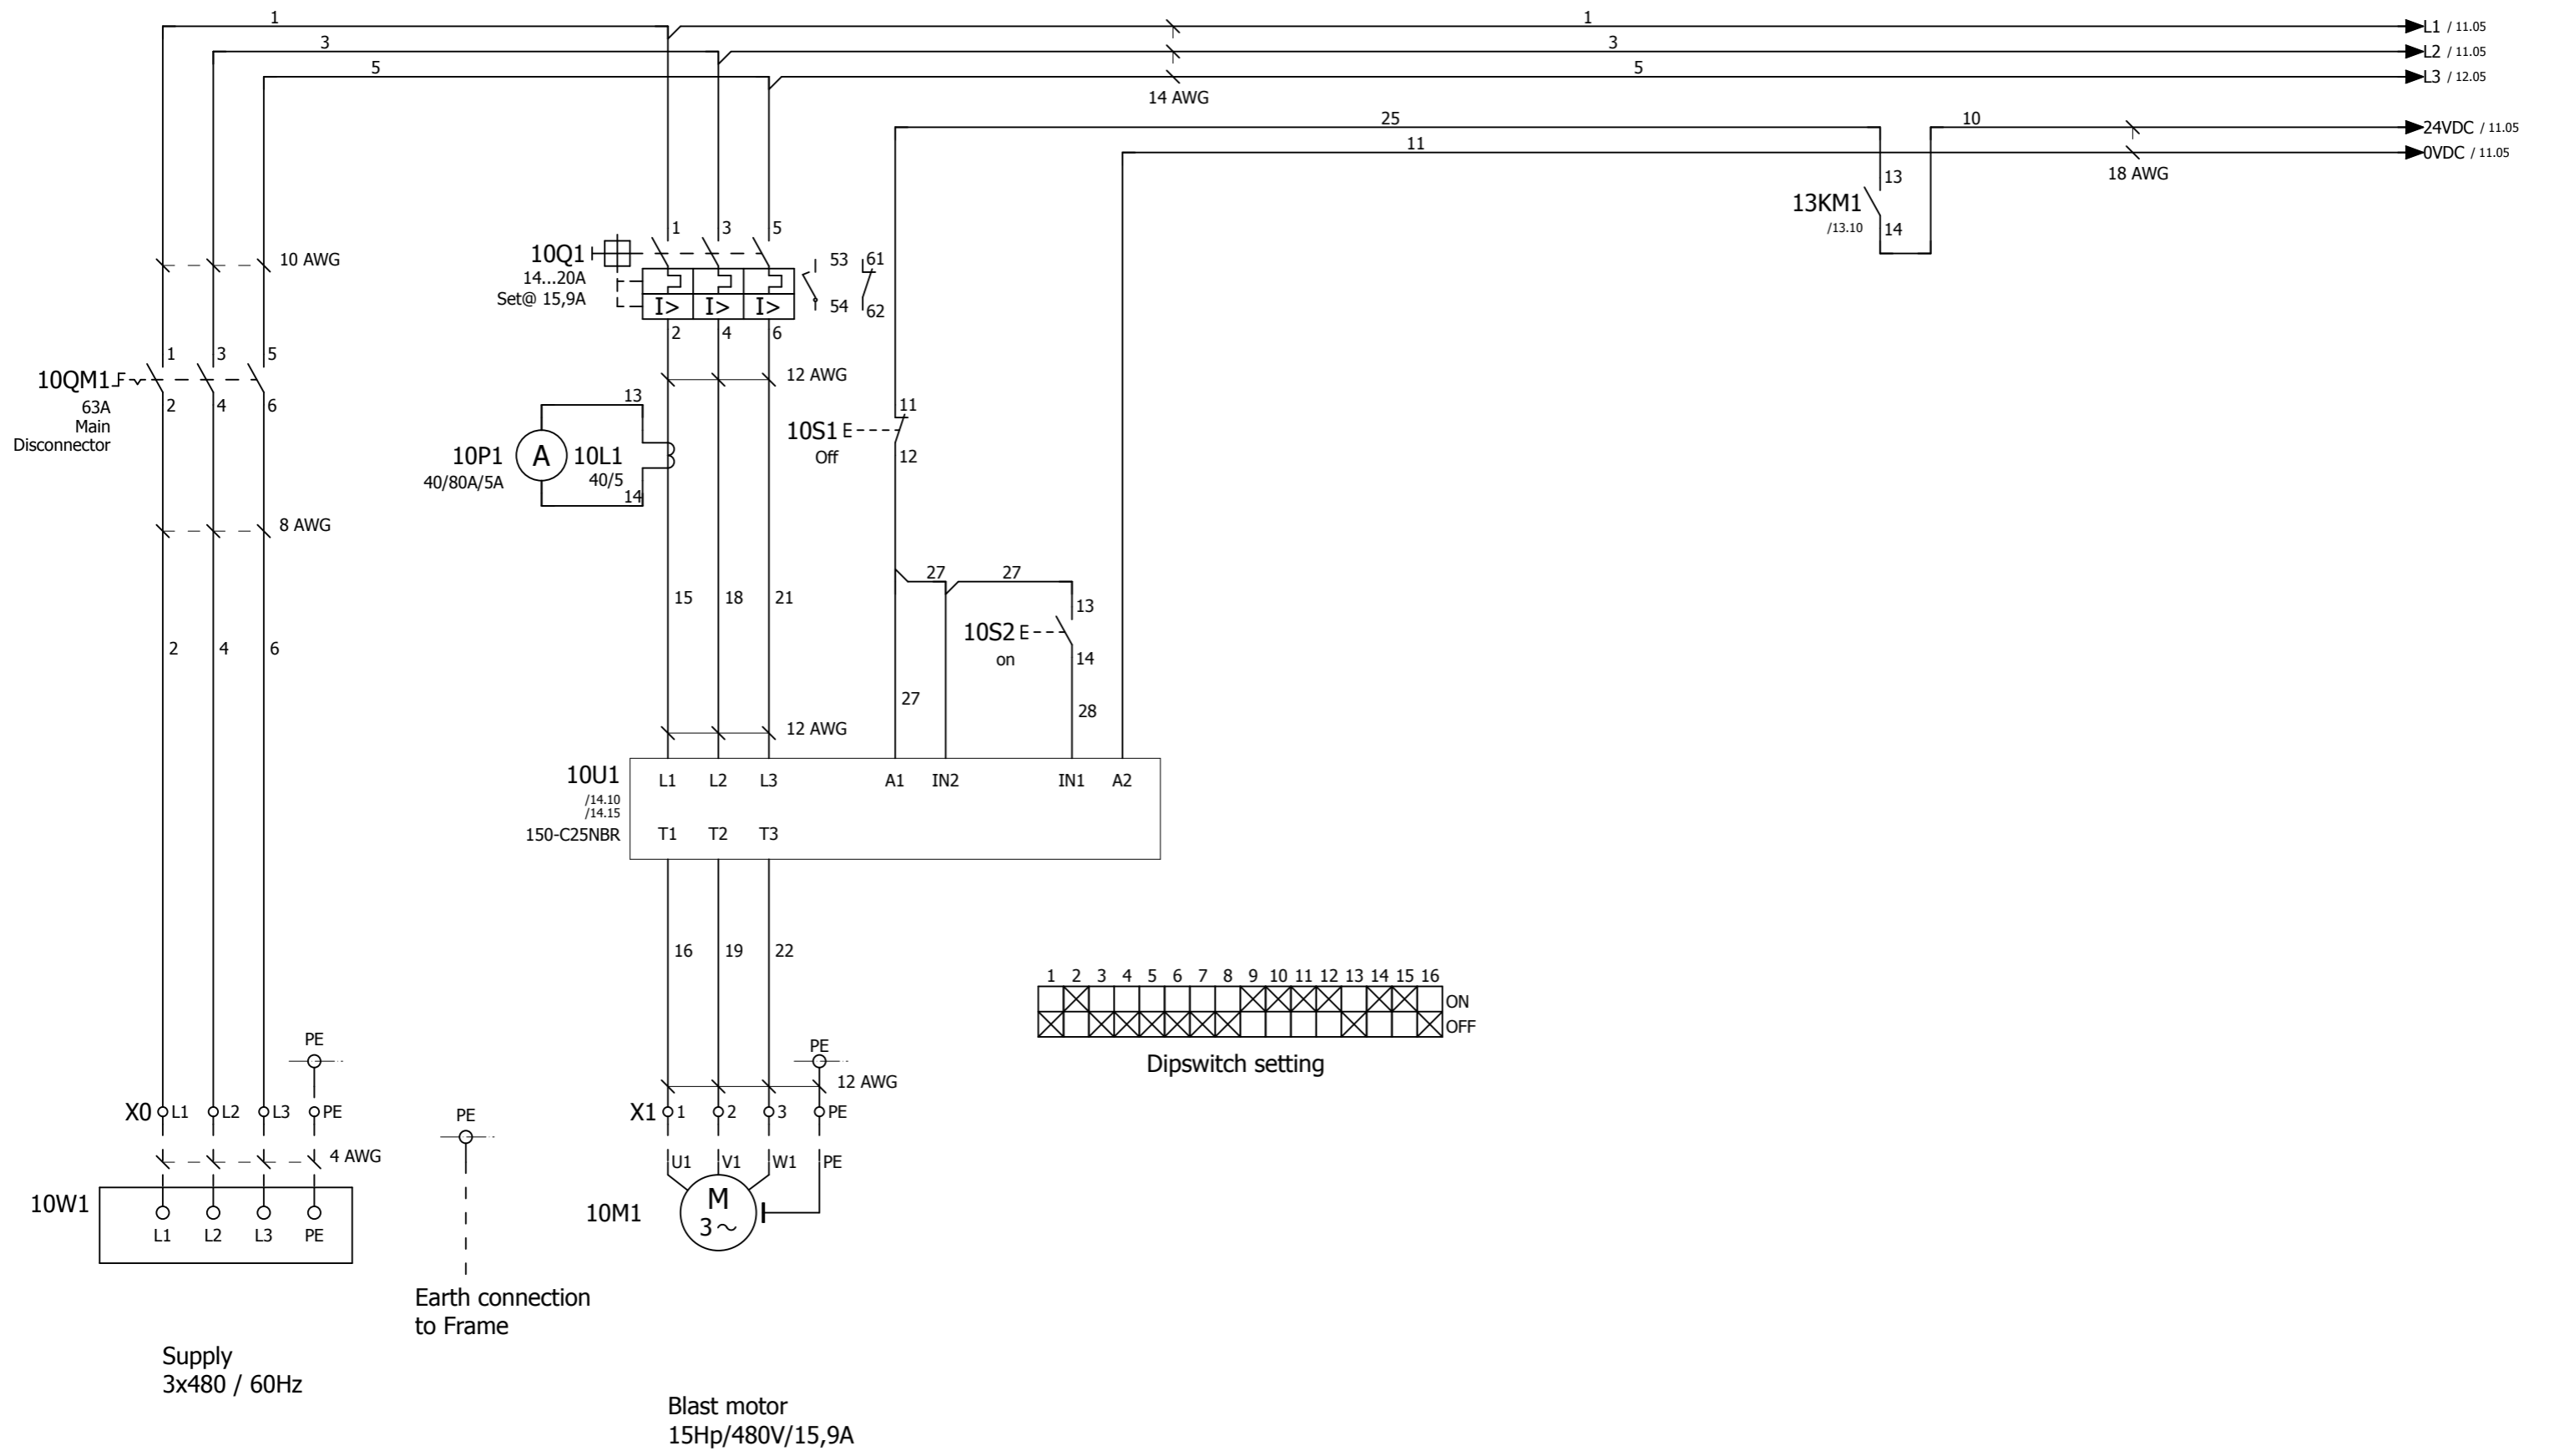 1 1 L1 / 11.05
3 3 L2 / 11.05
5 5 L3 / 12.05
14 AWG
25 10 24VDC / 11.05
11 0VDC / 11.05
18 AWG
13
13KM1
/13.10 14
10 AWG
10Q1 1 3 5
14...20A
Set@ 15,9A
I> I> I>
2 4 6
53 61
54 62
10QM1 1 3 5
63A 2 4 6
Main
Disconnector
12 AWG
13
10P1 A 10L1
40/80A/5A 40/5
14
10S1 E 11
Off 12
8 AWG
27 27
15 18 21
13
10S2 E
on 14
2 4 6
27 28
12 AWG
10U1 L1 L2 L3 A1 IN2 IN1 A2
/14.10
/14.15
150-C25NBR T1 T2 T3
16 19 22
1 2 3 4 5 6 7 8 9 10 11 12 13 14 15 16
ON
OFF
Dipswitch setting
PE
PE
12 AWG
X0 L1 L2 L3 PE
PE
X1 1 2 3 PE
4 AWG
U1 V1 W1 PE
10W1
L1 L2 L3 PE
10M1 M
3~
Earth connection
to Frame
Supply
3x480 / 60Hz
Blast motor
15Hp/480V/15,9A